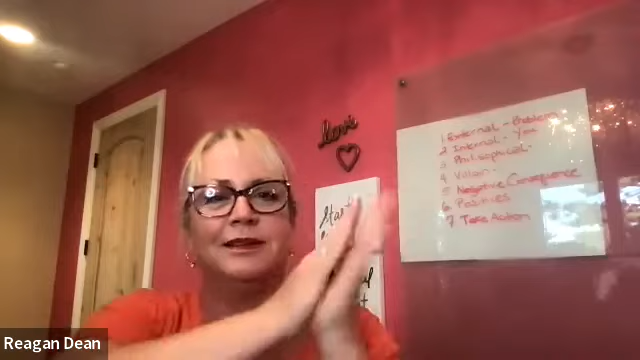 love
Start
1 External - Problem
2 Internal - You
3 Philosophical -
4 Villain -
5 Negative Consequence
6 Positives
7 Take Action
Reagan Dean